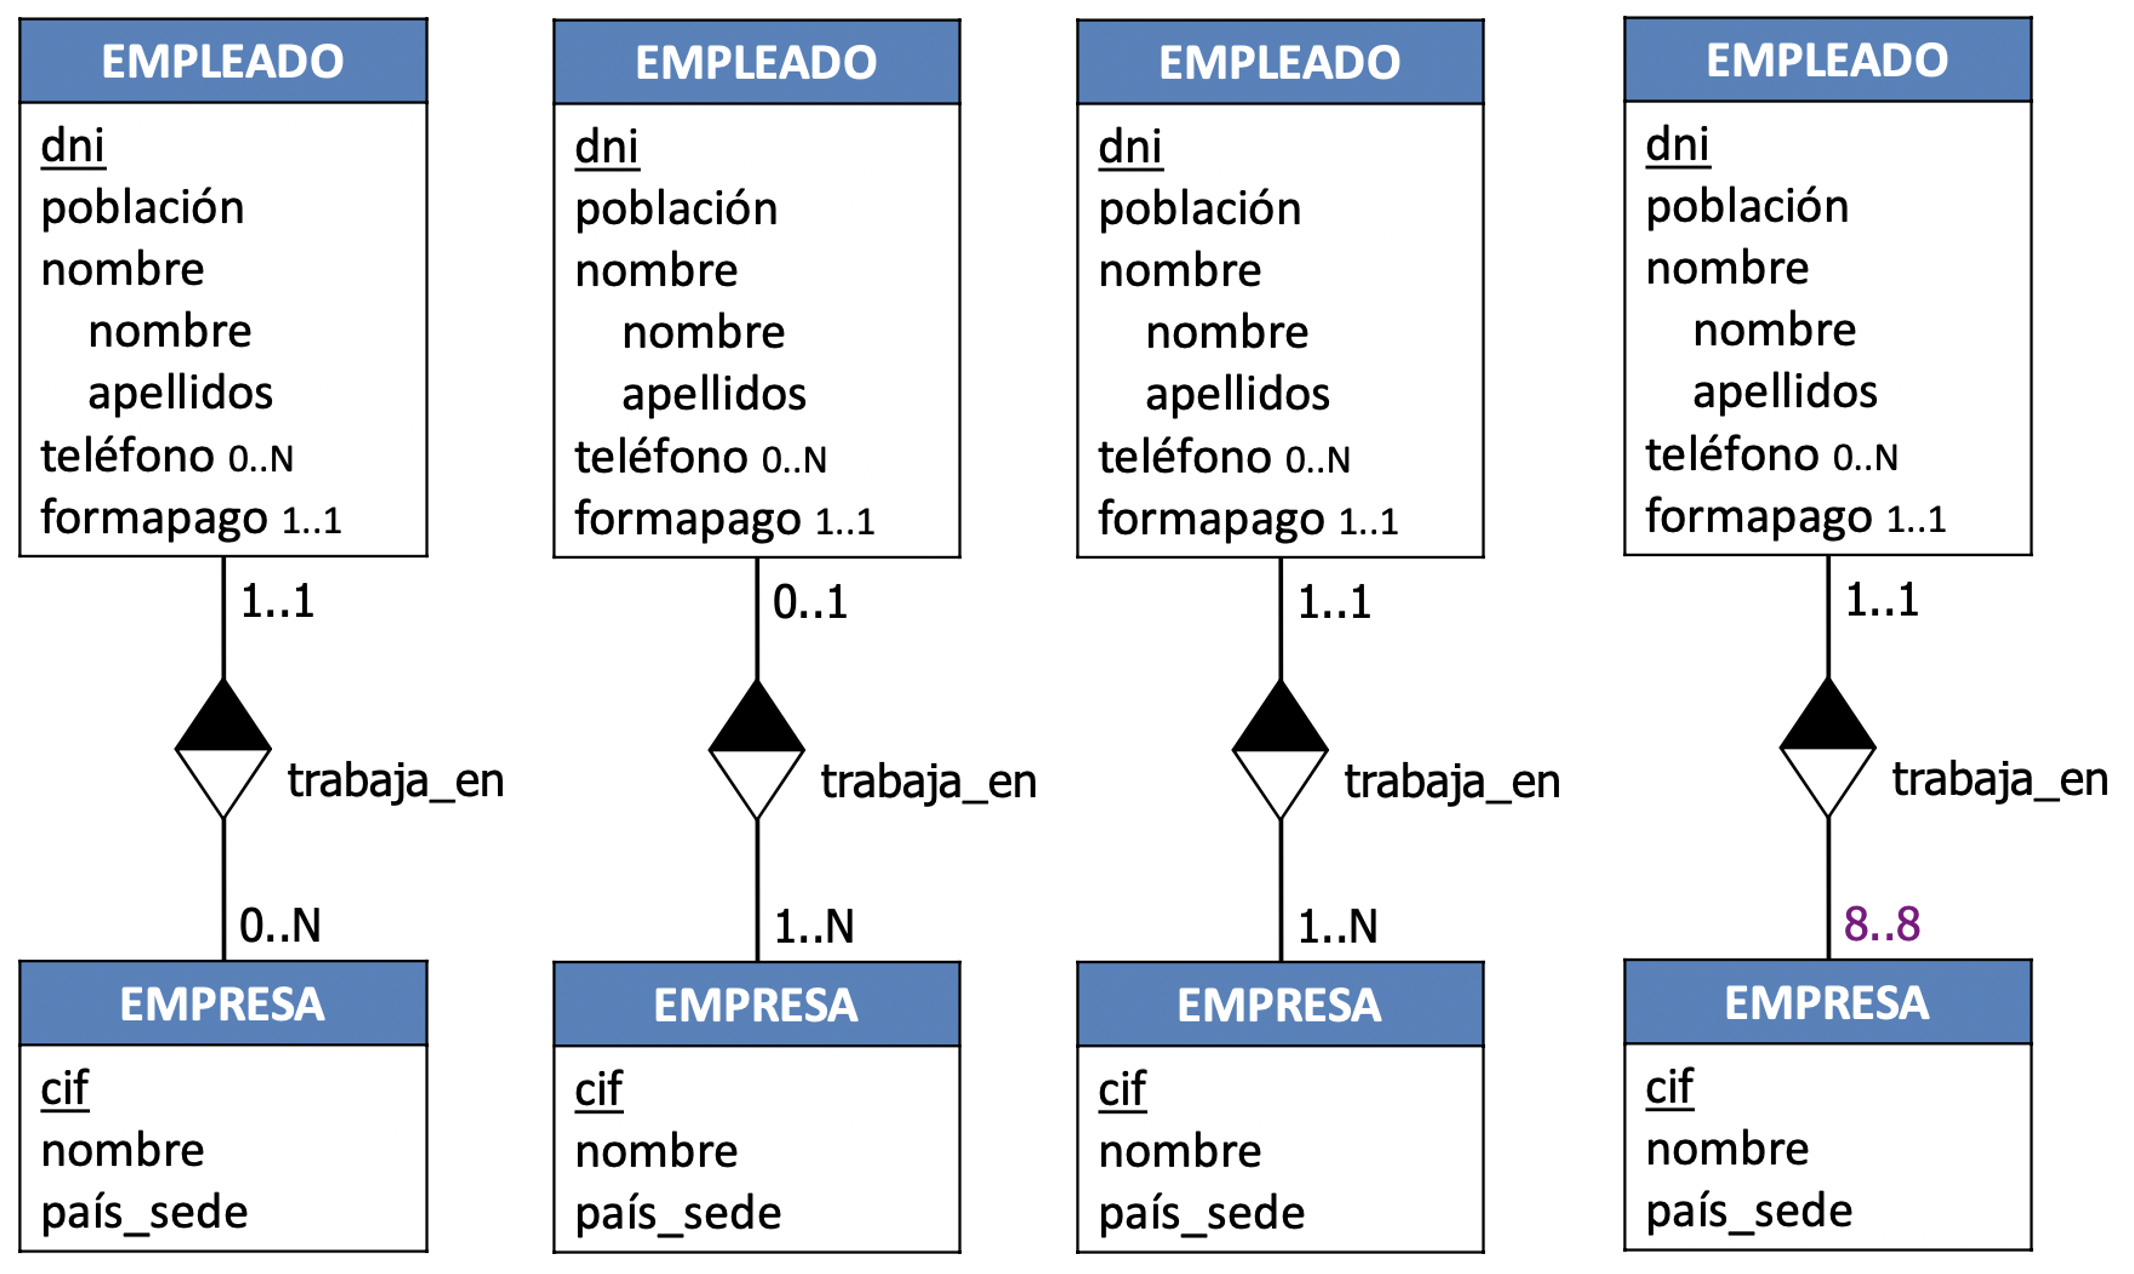 EMPLEADO
dni
población
nombre
nombre
apellidos
teléfono 0..N
formapago 1..1
1..1
trabaja_en
0..N
EMPRESA
cif
nombre
país_sede
EMPLEADO
dni
población
nombre
nombre
apellidos
teléfono 0..N
formapago 1..1
0..1
trabaja_en
1..N
EMPRESA
cif
nombre
país_sede
EMPLEADO
dni
población
nombre
nombre
apellidos
teléfono 0..N
formapago 1..1
1..1
trabaja_en
1..N
EMPRESA
cif
nombre
país_sede
EMPLEADO
dni
población
nombre
nombre
apellidos
teléfono 0..N
formapago 1..1
1..1
trabaja_en
8..8
EMPRESA
cif
nombre
país_sede